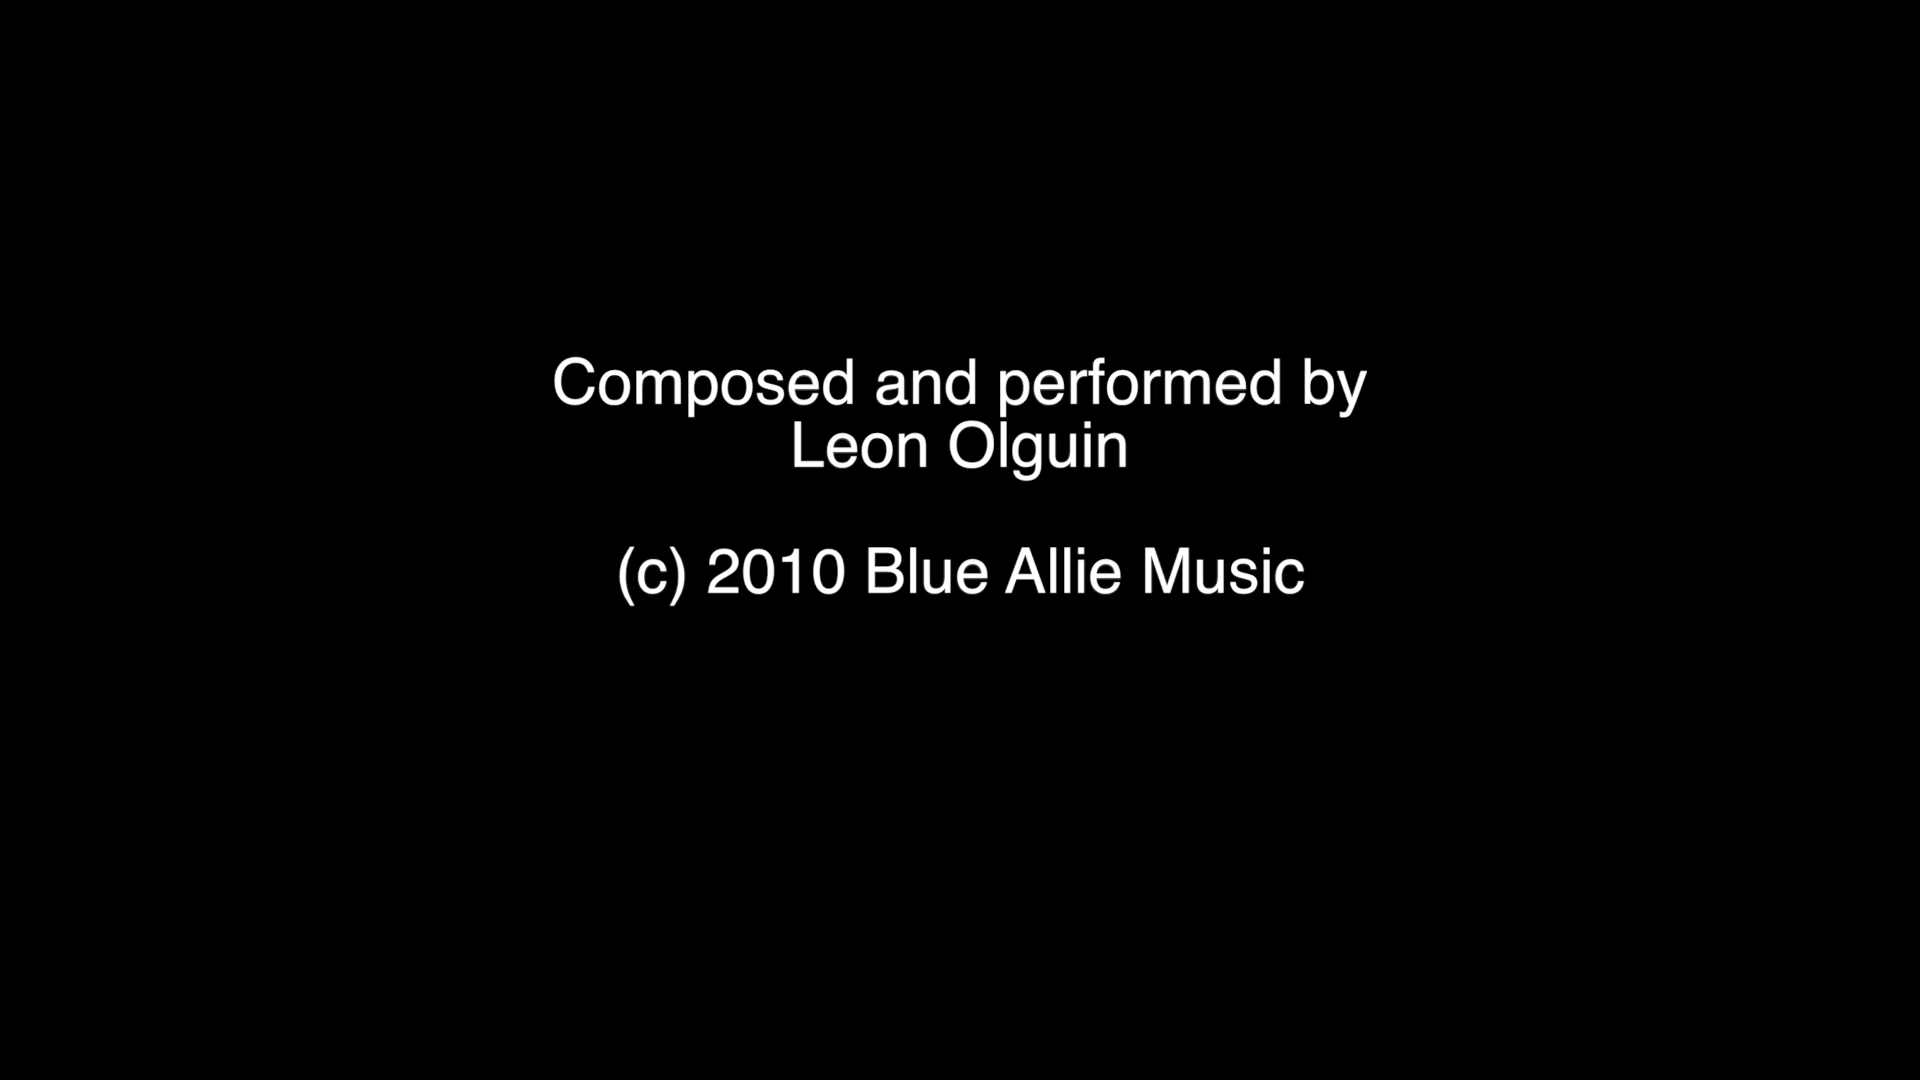 Composed and performed by
Leon Olguin
(c) 2010 Blue Allie Music